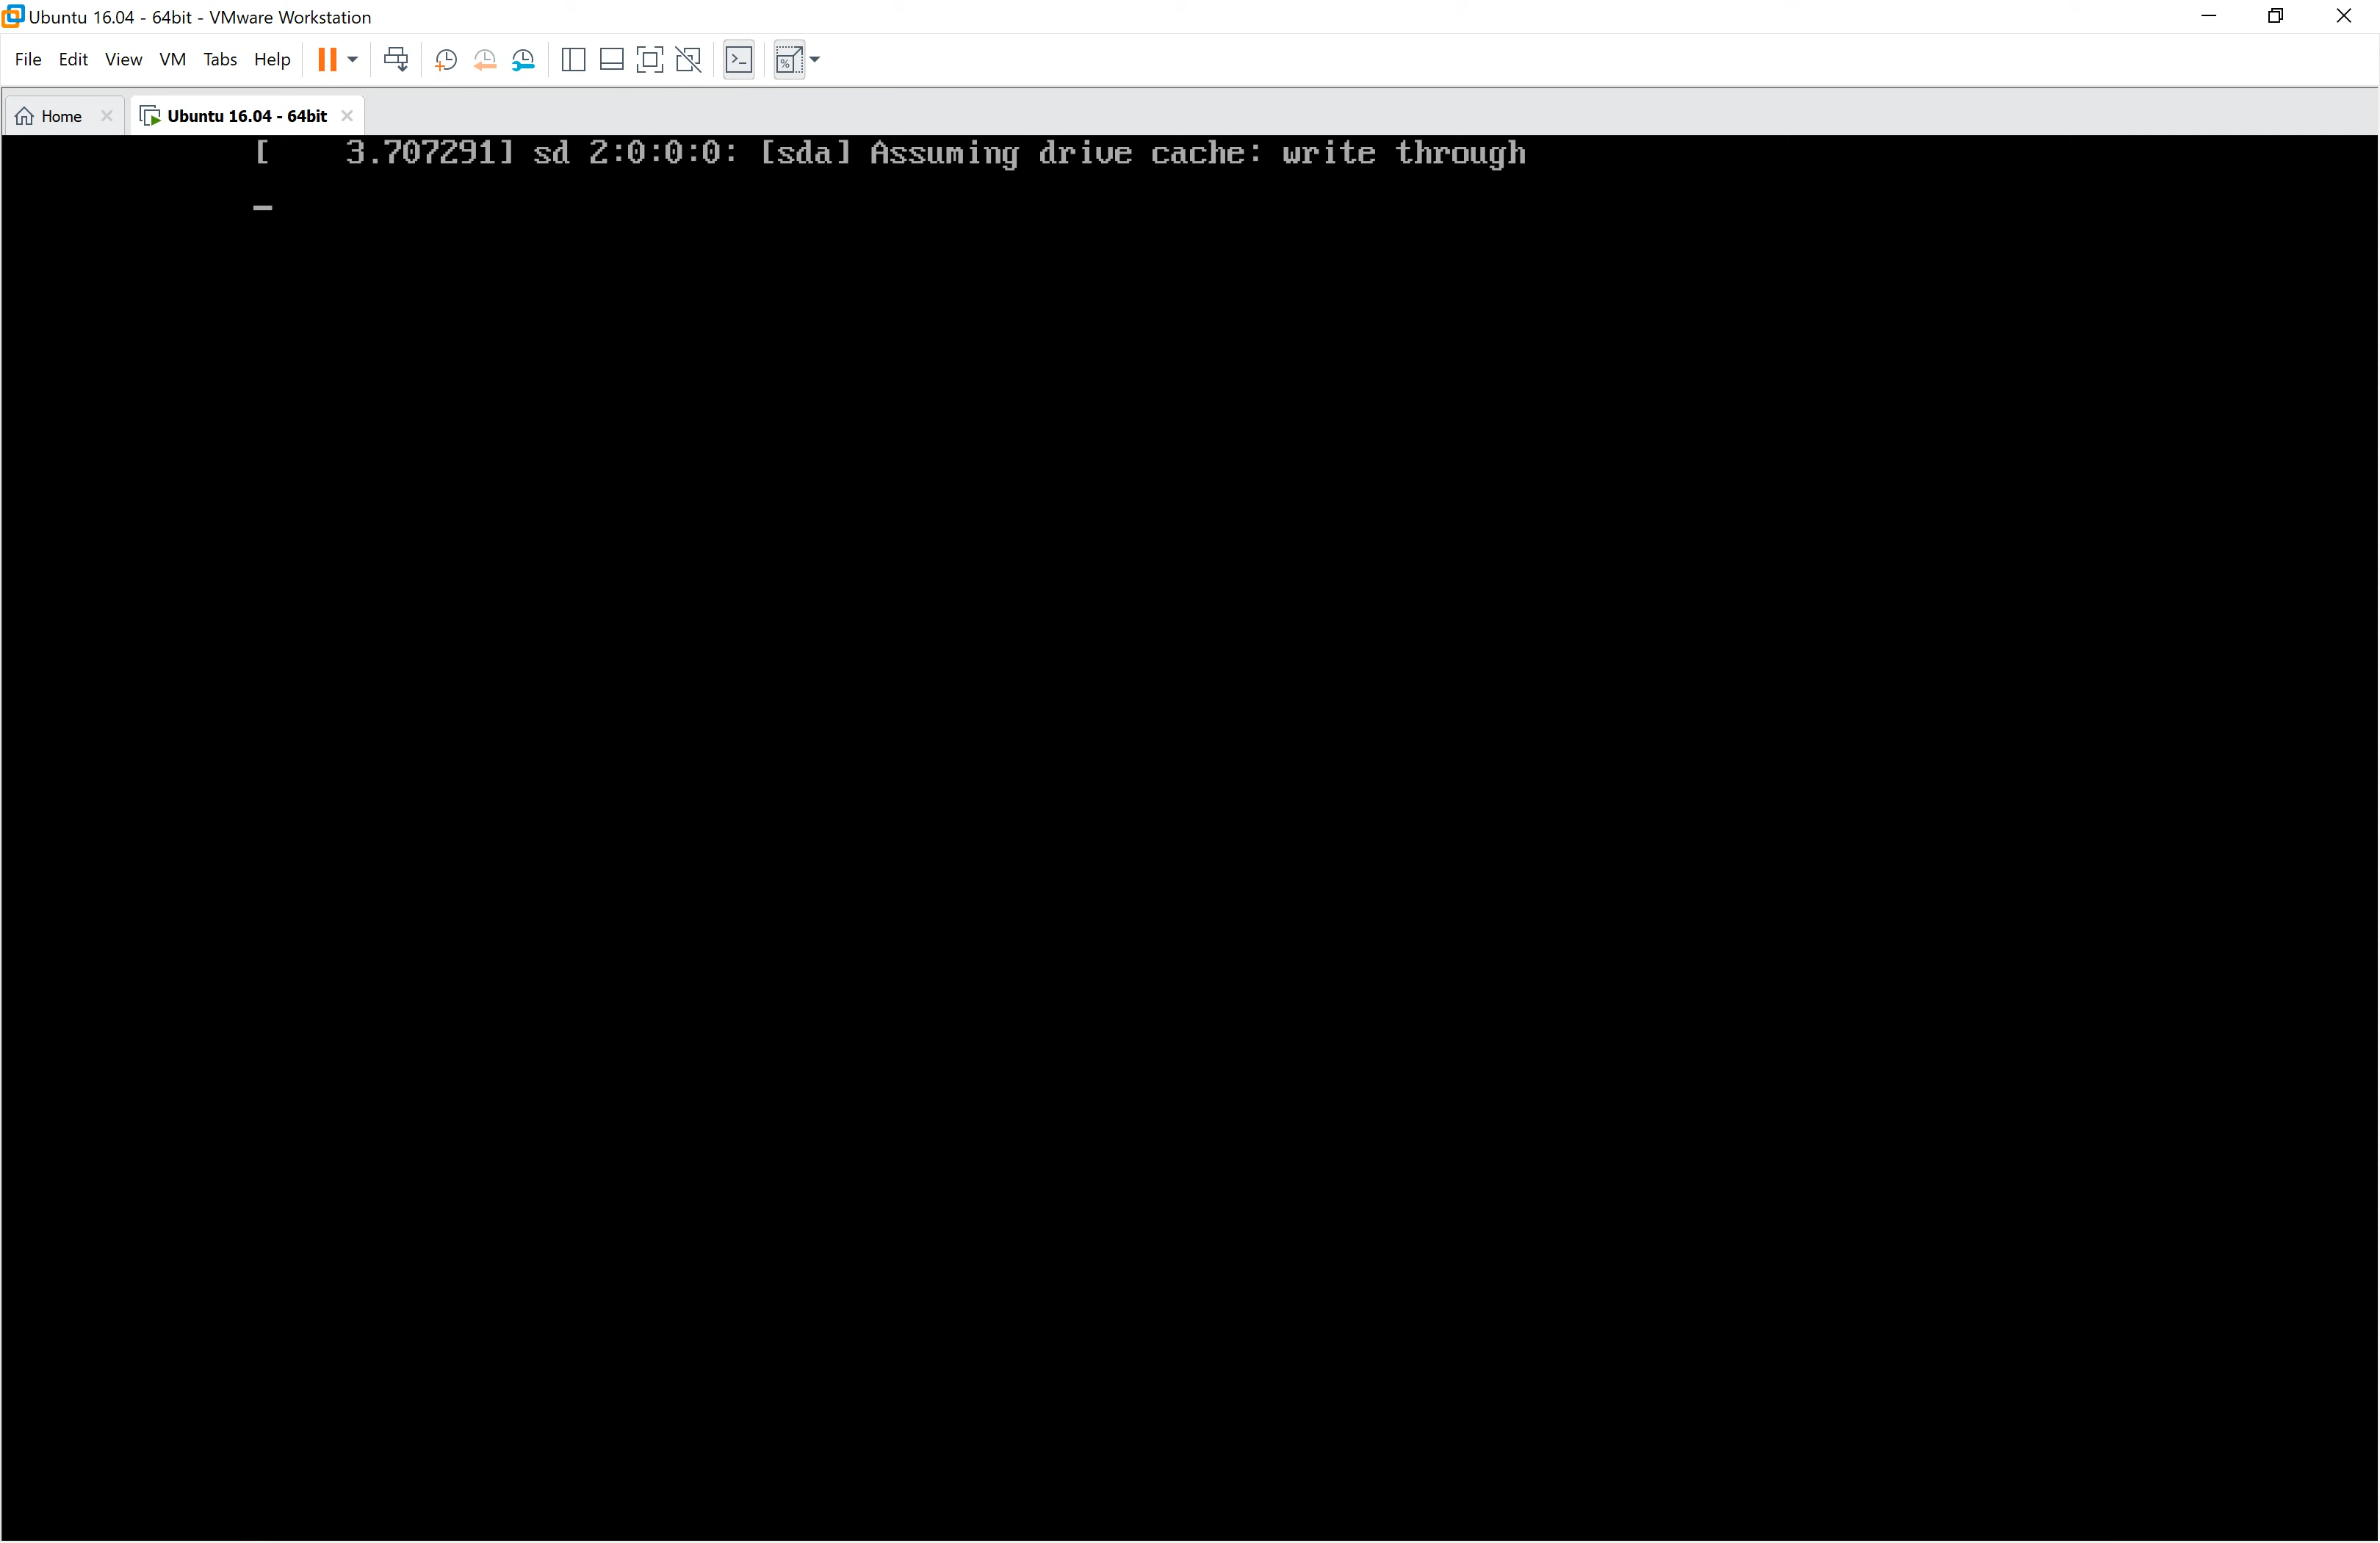 Ubuntu 16.04 - 64bit - VMware Workstation
File Edit View VM Tabs Help
Home
Ubuntu 16.04 - 64bit
[    3.707291] sd 2:0:0:0: [sda] Assuming drive cache: write through